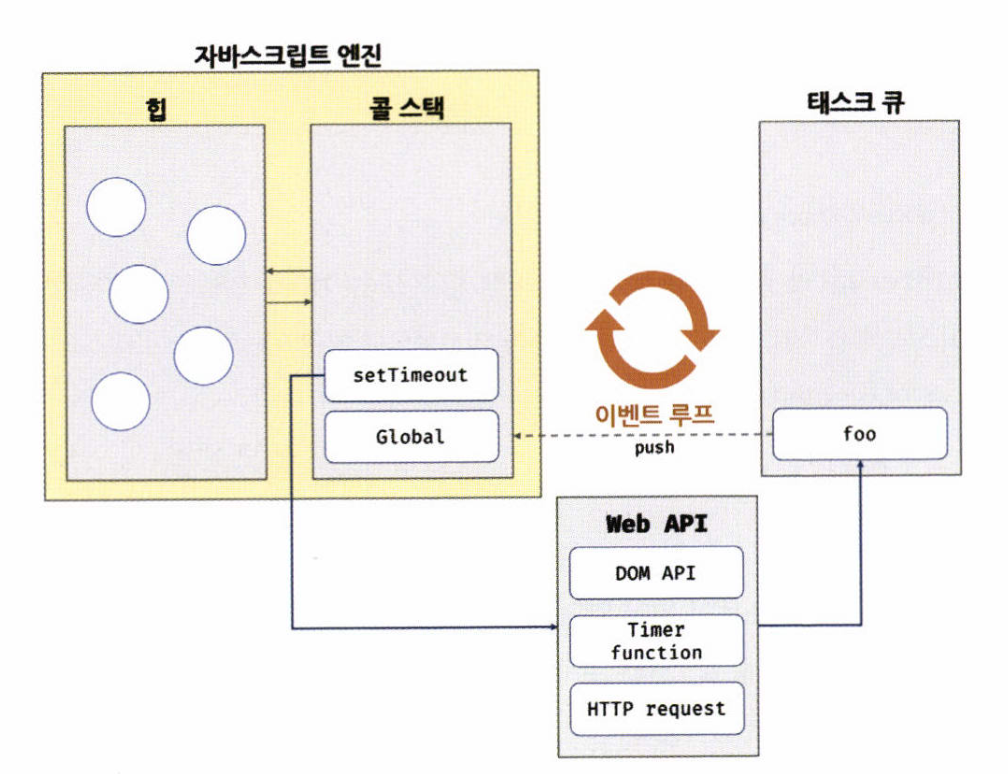 자바스크립트 엔진
힙
콜 스택
태스크 큐
setTimeout
Global
이벤트 루프
push
foo
Web API
DOM API
Timer
function
HTTP request